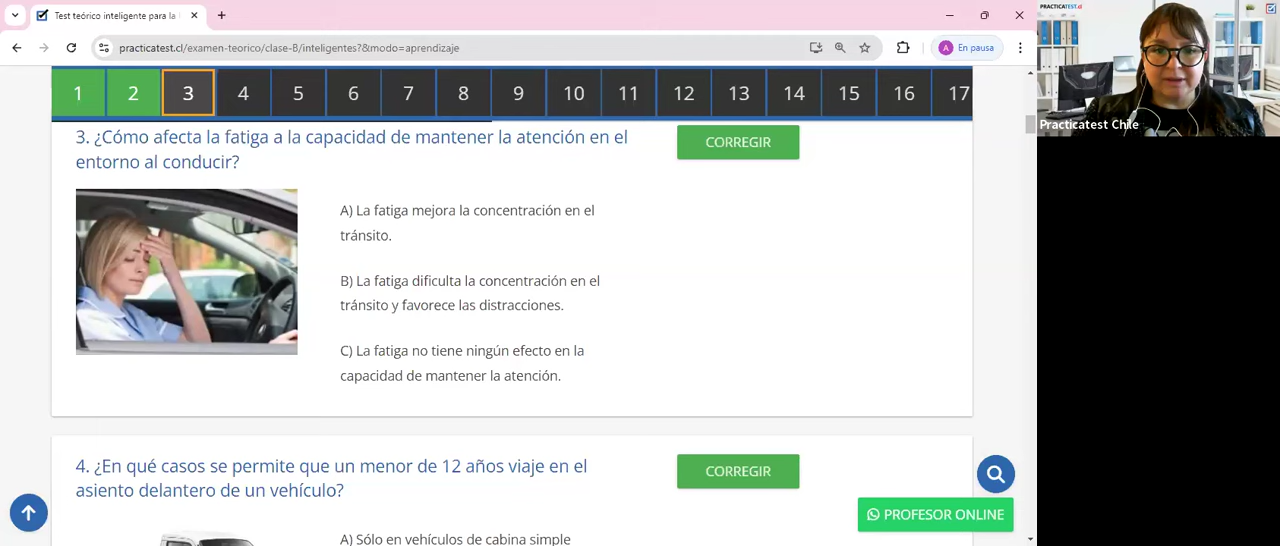 Test teórico inteligente para la
practicatest.cl/examen-teorico/clase-B/inteligentes?&modo=aprendizaje
A
En pausa
PRACTICATEST.cl
Practicatest Chile
1 2 3 4 5 6 7 8 9 10 11 12 13 14 15 16 17
3. ¿Cómo afecta la fatiga a la capacidad de mantener la atención en el
entorno al conducir?
CORREGIR
A) La fatiga mejora la concentración en el
tránsito.
B) La fatiga dificulta la concentración en el
tránsito y favorece las distracciones.
C) La fatiga no tiene ningún efecto en la
capacidad de mantener la atención.
4. ¿En qué casos se permite que un menor de 12 años viaje en el
asiento delantero de un vehículo?
CORREGIR
A) Sólo en vehículos de cabina simple
PROFESOR ONLINE